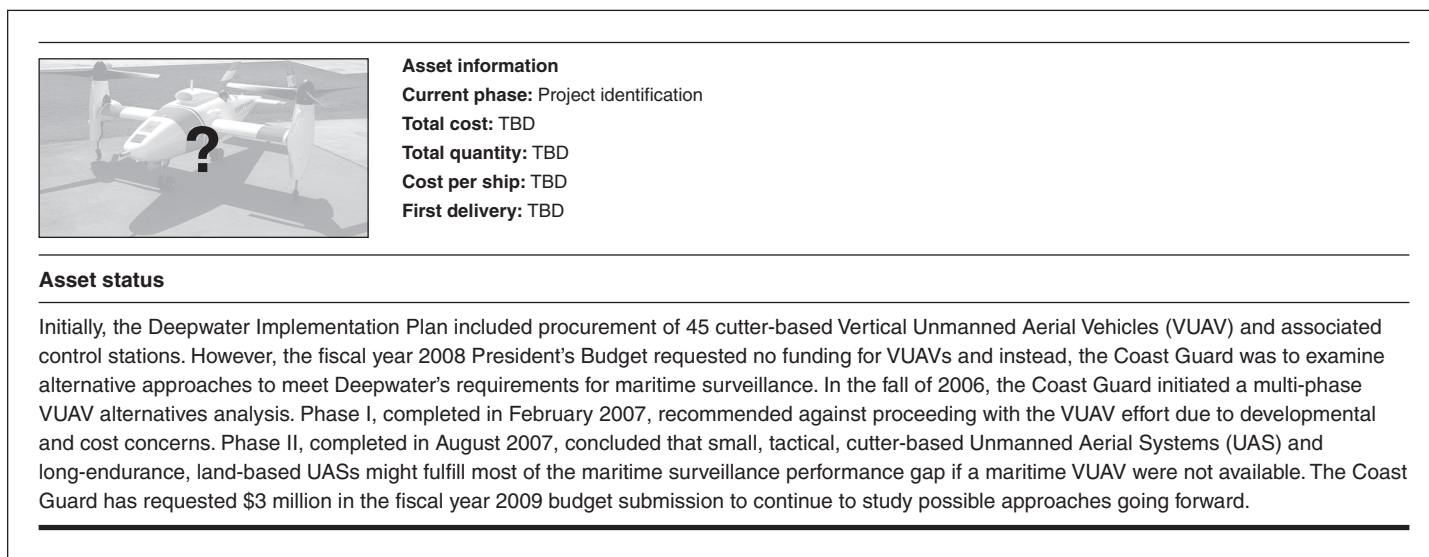 ?
Asset information
Current phase: Project identification
Total cost: TBD
Total quantity: TBD
Cost per ship: TBD
First delivery: TBD
Asset status
Initially, the Deepwater Implementation Plan included procurement of 45 cutter-based Vertical Unmanned Aerial Vehicles (VUAV) and associated
control stations. However, the fiscal year 2008 President's Budget requested no funding for VUAVs and instead, the Coast Guard was to examine
alternative approaches to meet Deepwater's requirements for maritime surveillance. In the fall of 2006, the Coast Guard initiated a multi-phase
VUAV alternatives analysis. Phase I, completed in February 2007, recommended against proceeding with the VUAV effort due to developmental
and cost concerns. Phase II, completed in August 2007, concluded that small, tactical, cutter-based Unmanned Aerial Systems (UAS) and
long-endurance, land-based UASs might fulfill most of the maritime surveillance performance gap if a maritime VUAV were not available. The Coast
Guard has requested $3 million in the fiscal year 2009 budget submission to continue to study possible approaches going forward.